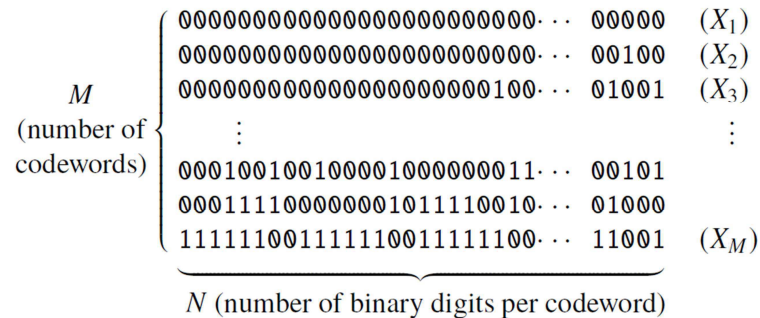 000000000000000000000000··· 00000 (X₁)
000000000000000000000000··· 00100 (X₂)
000000000000000000000100··· 01001 (X₃)
M
(number of
codewords)
⋮ ⋮
000100100100001000000011··· 00101
000111100000001011110010··· 01000
111111001111110011111100··· 11001 (X_M)
N (number of binary digits per codeword)